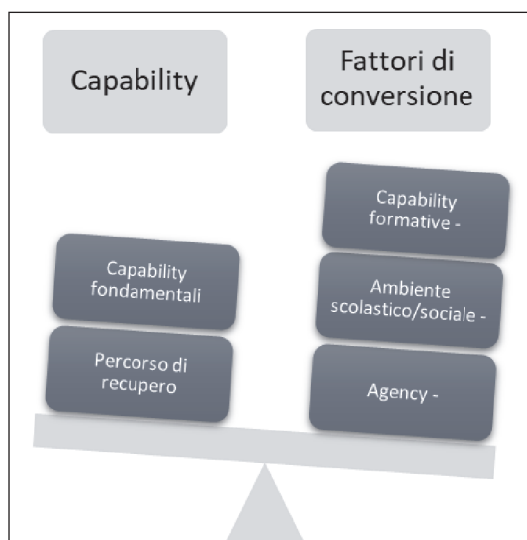 Capability
Fattori di
conversione
Capability
fondamentali
Percorso di
recupero
Capability
formative -
Ambiente
scolastico/sociale -
Agency -